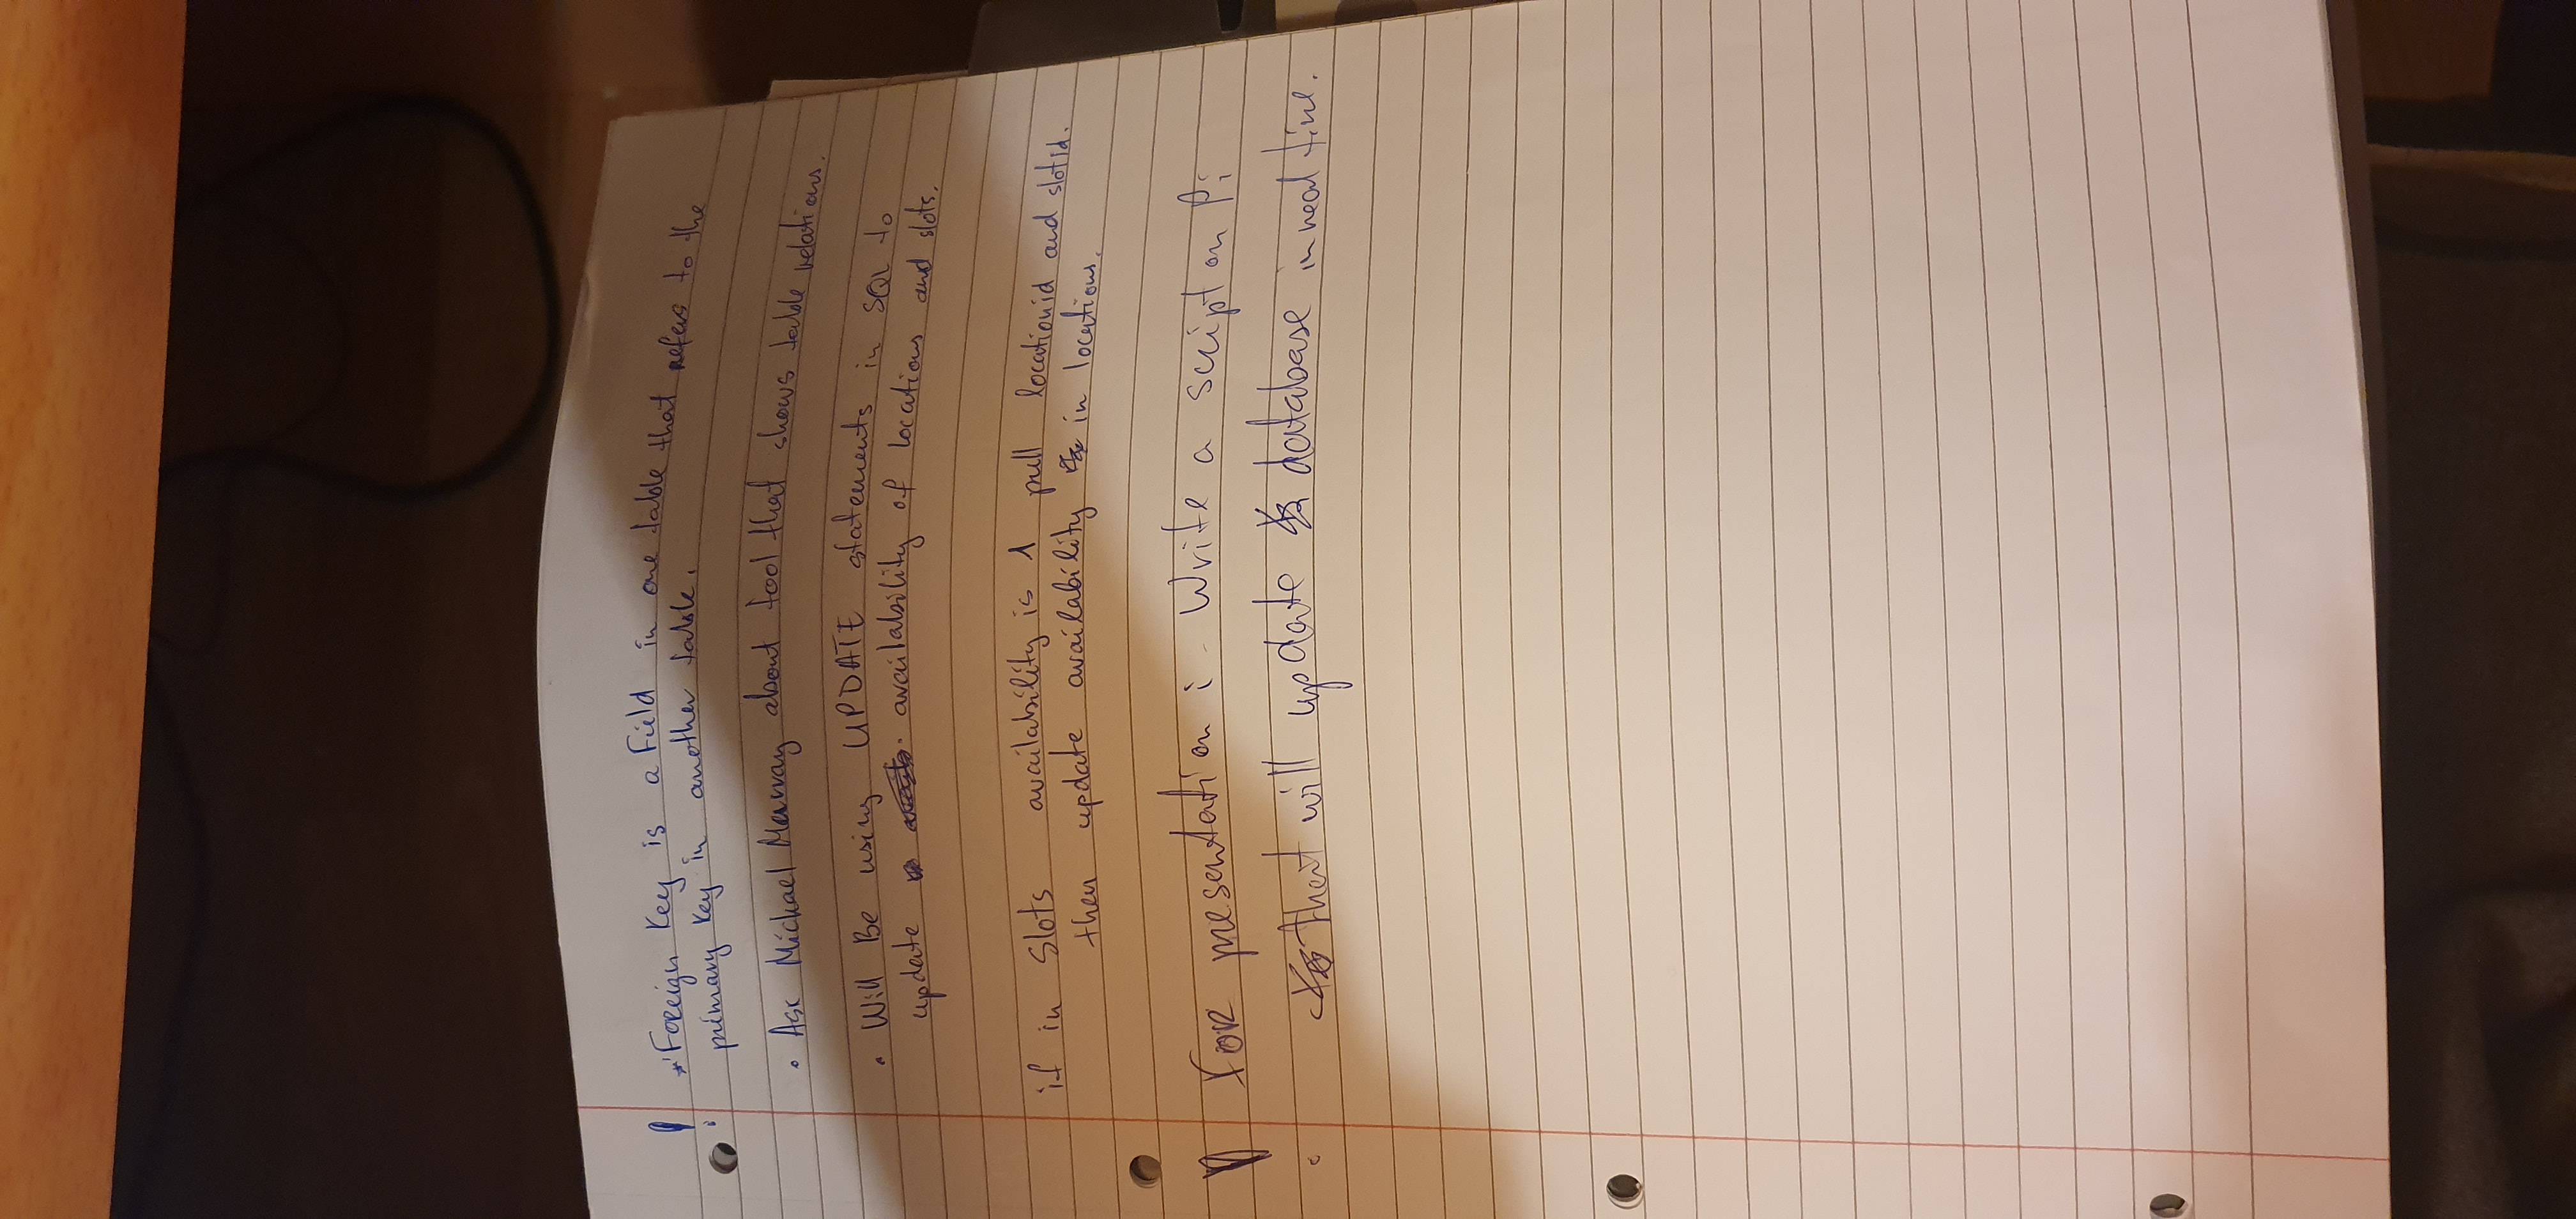 ! * Foreign Key is a Field in one table that refers to the
primary Key in another table.
• Ask Michael Murray about tool that shows table relations.
• Will Be using UPDATE statements in SQL to
update availability of locations and slots.
if in Slots availability is 1 pull locationid and slotid.
then update availability in locations.
! For presentation : - Write a script on Pi
that will update database in real time.